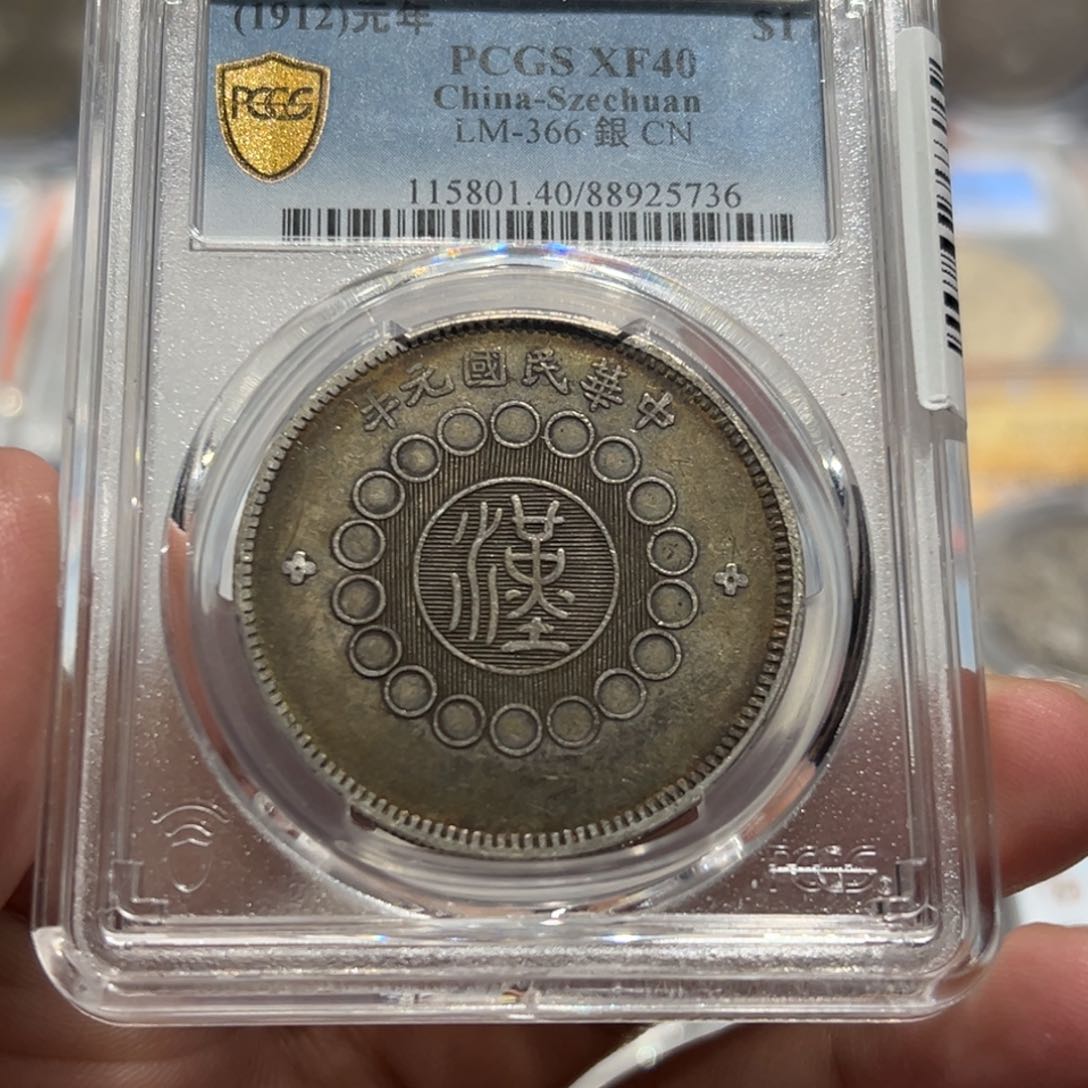 (1912)元年 $1
PCGS XF40
China-Szechuan
LM-366 銀 CN
115801.40/88925736
PCGS
中華民國元年
漢
PCGS